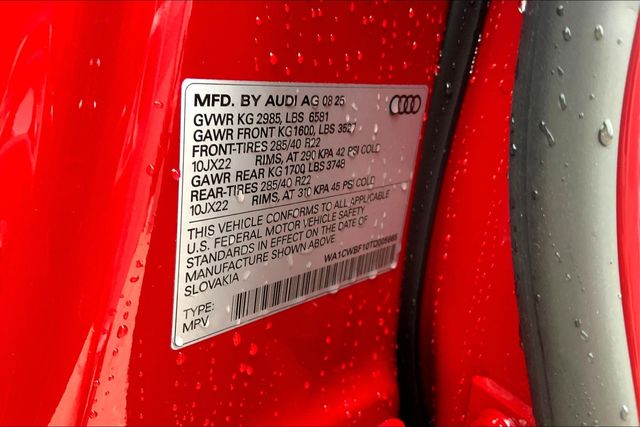 MFD. BY AUDI AG 08 25
GVWR KG 2985, LBS 6581
GAWR FRONT KG1600, LBS 3527
FRONT-TIRES 285/40 R22
10JX22 RIMS, AT 290 KPA 42 PSI COLD
GAWR REAR KG1700, LBS 3748
REAR-TIRES 285/40 R22
10JX22 RIMS, AT 310 KPA 45 PSI COLD
THIS VEHICLE CONFORMS TO ALL APPLICABLE
U.S. FEDERAL MOTOR VEHICLE SAFETY
STANDARDS IN EFFECT ON THE DATE OF
MANUFACTURE SHOWN ABOVE
SLOVAKIA
TYPE:
MPV